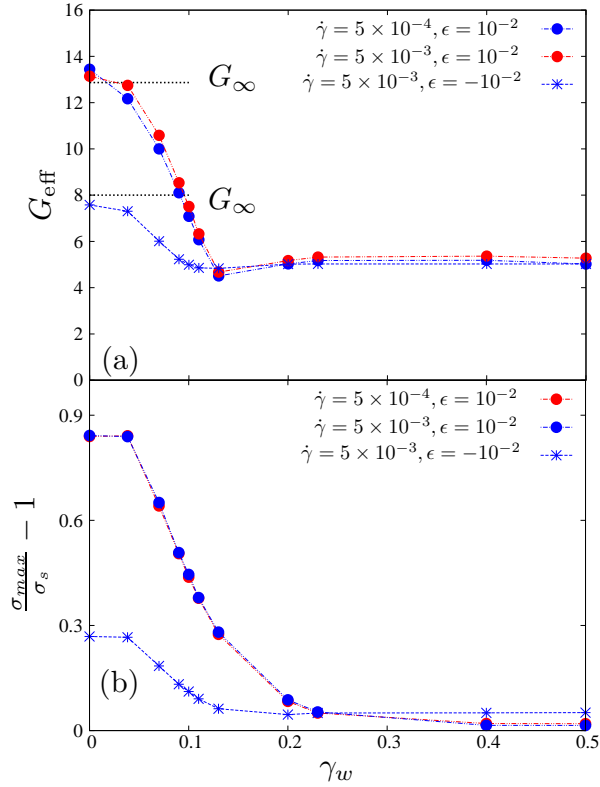 16
14
12
10
8
6
4
2
0
G_eff
γ̇ = 5 × 10⁻⁴, ϵ = 10⁻²
γ̇ = 5 × 10⁻³, ϵ = 10⁻²
γ̇ = 5 × 10⁻³, ϵ = −10⁻²
G_∞
G_∞
(a)
0.9
0.6
0.3
0
σ_max/σ_s − 1
γ̇ = 5 × 10⁻⁴, ϵ = 10⁻²
γ̇ = 5 × 10⁻³, ϵ = 10⁻²
γ̇ = 5 × 10⁻³, ϵ = −10⁻²
(b)
0 0.1 0.2 0.3 0.4 0.5
γ_w